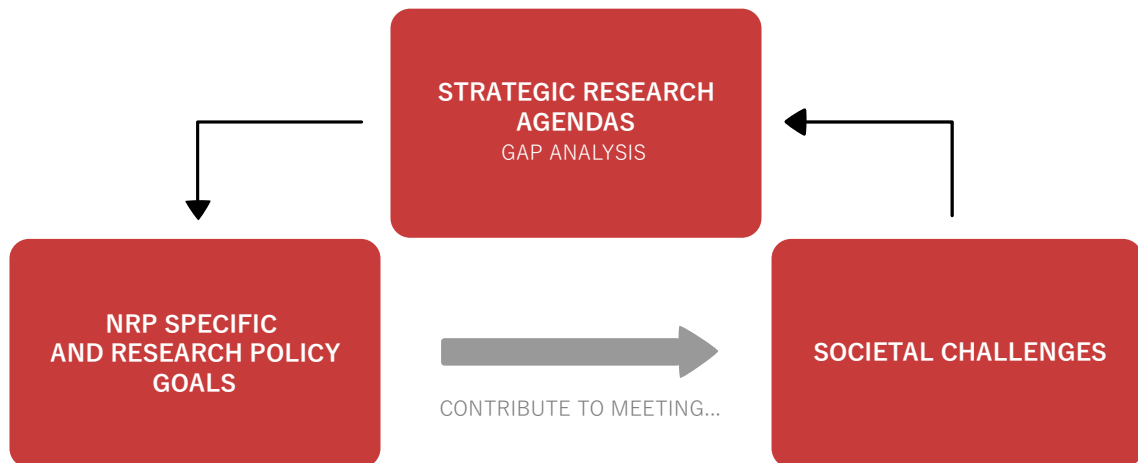 STRATEGIC RESEARCH
AGENDAS
GAP ANALYSIS
NRP SPECIFIC
AND RESEARCH POLICY
GOALS
CONTRIBUTE TO MEETING...
SOCIETAL CHALLENGES